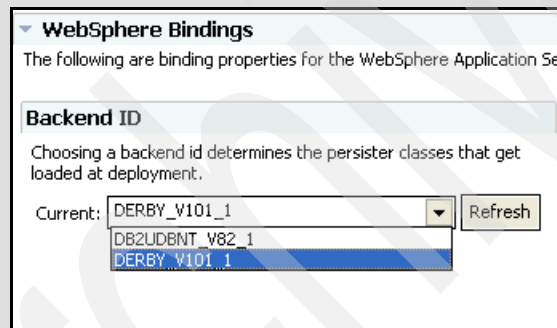 WebSphere Bindings
The following are binding properties for the WebSphere Application Se
Backend ID
Choosing a backend id determines the persister classes that get
loaded at deployment.
Current: DERBY_V101_1 Refresh
DB2UDBNT_V82_1
DERBY_V101_1